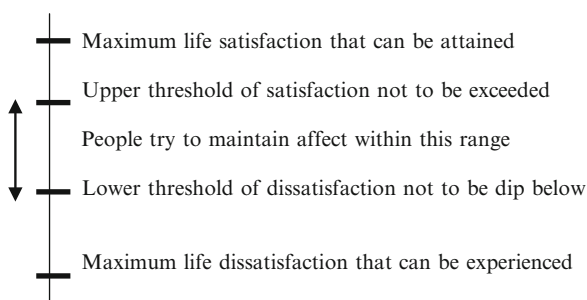 Maximum life satisfaction that can be attained
Upper threshold of satisfaction not to be exceeded
People try to maintain affect within this range
Lower threshold of dissatisfaction not to be dip below
Maximum life dissatisfaction that can be experienced